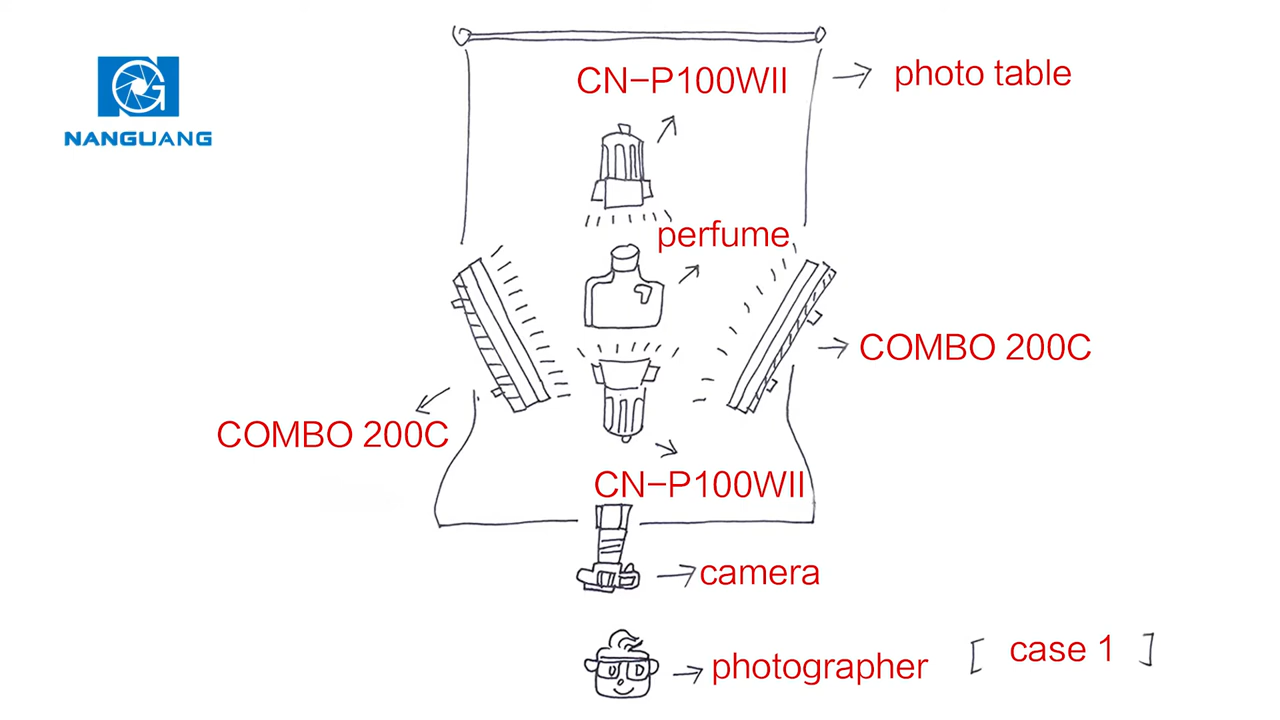 CN-P100WII
photo table
NANGUANG
perfume
COMBO 200C
COMBO 200C
CN-P100WII
camera
photographer
[ case 1 ]